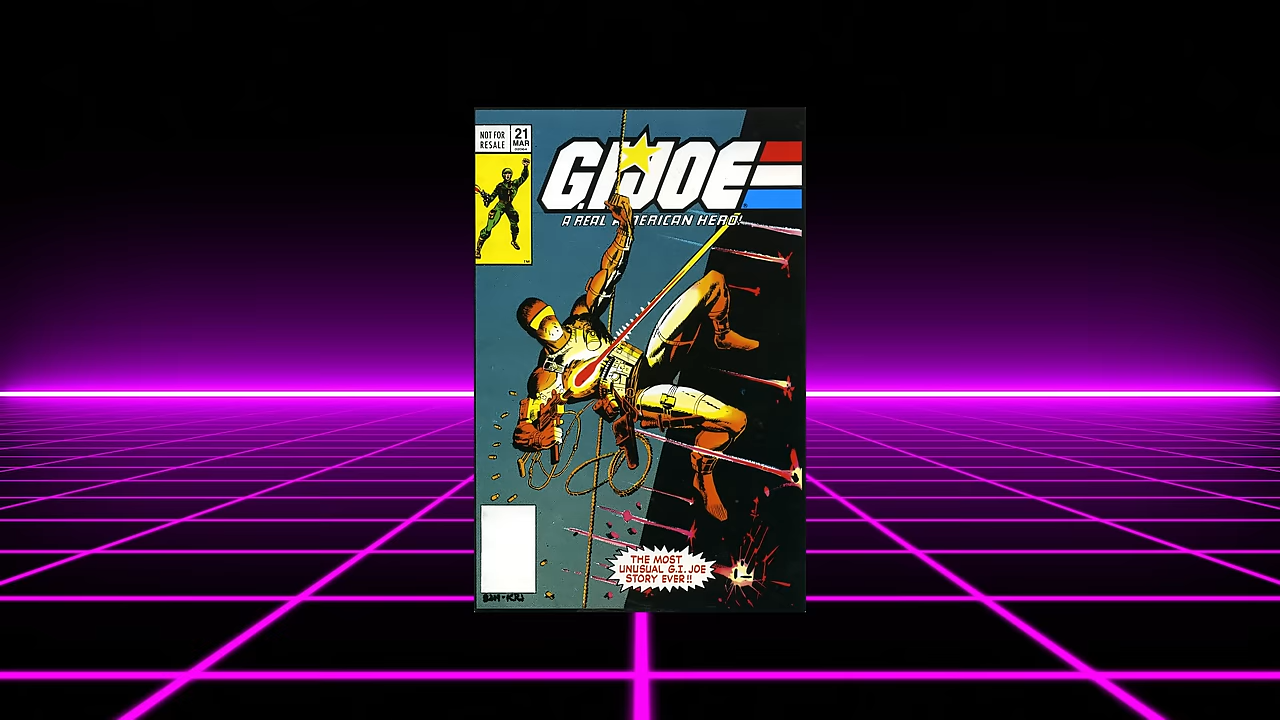 NOT FOR
RESALE
21
MAR
G.I. JOE
A REAL AMERICAN HERO!
THE MOST
UNUSUAL G.I. JOE
STORY EVER!!